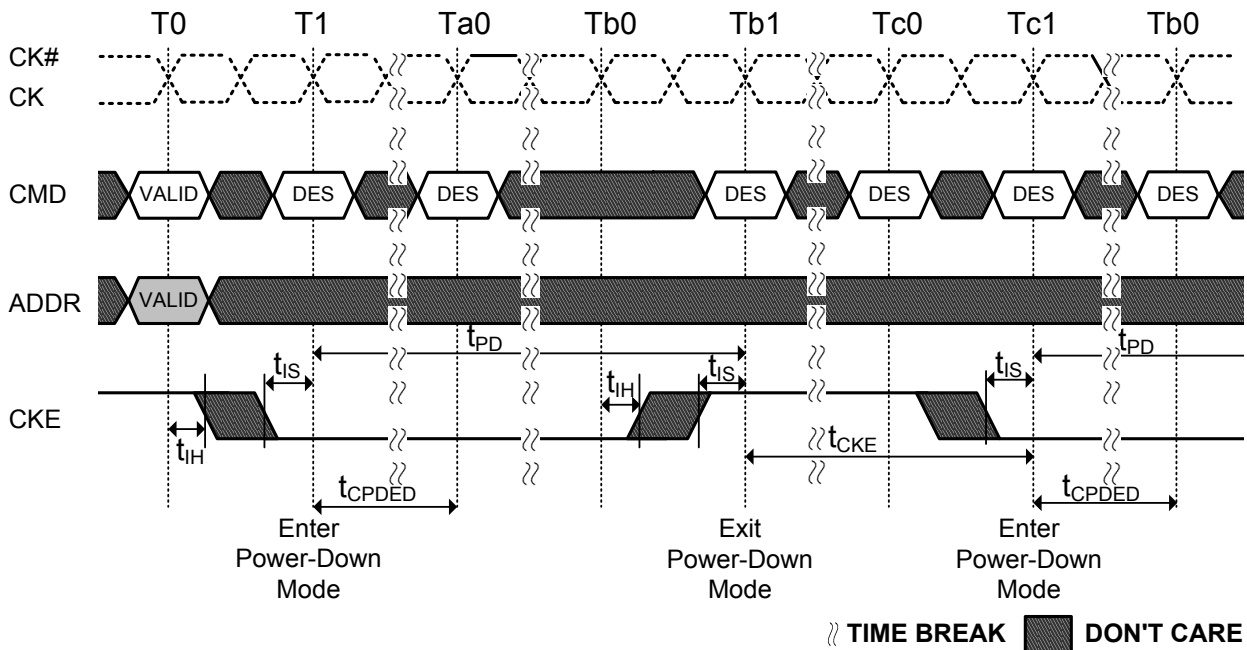 T0 T1 Ta0 Tb0 Tb1 Tc0 Tc1 Tb0
CK#
CK
CMD VALID DES DES DES DES DES DES
ADDR VALID
tPD tPD
tIS tIH tIS tIS
CKE
tIH tCKE
tCPDED tCPDED
Enter Exit Enter
Power-Down Power-Down Power-Down
Mode Mode Mode
TIME BREAK DON'T CARE